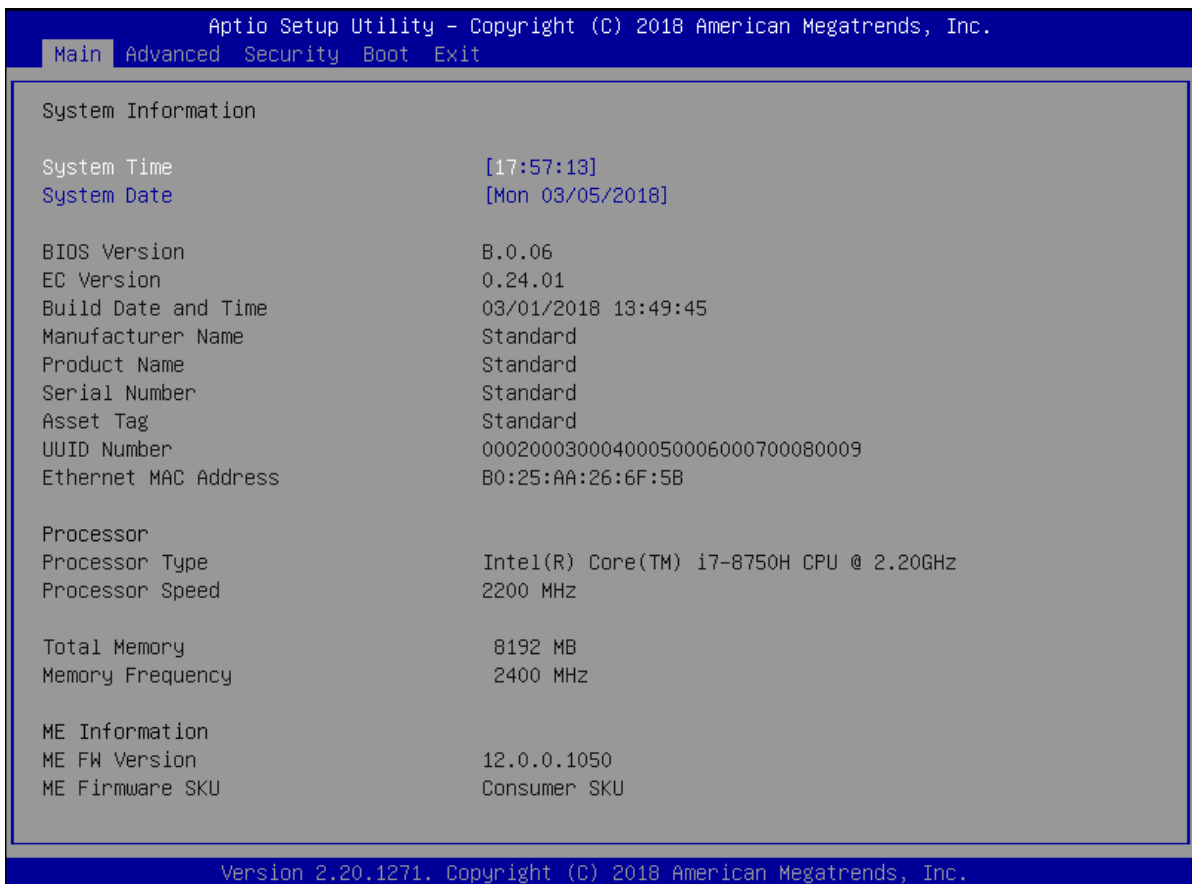 Aptio Setup Utility – Copyright (C) 2018 American Megatrends, Inc.
Main Advanced Security Boot Exit
System Information
System Time [17:57:13]
System Date [Mon 03/05/2018]
BIOS Version B.0.06
EC Version 0.24.01
Build Date and Time 03/01/2018 13:49:45
Manufacturer Name Standard
Product Name Standard
Serial Number Standard
Asset Tag Standard
UUID Number 00020003000400050006000700080009
Ethernet MAC Address B0:25:AA:26:6F:5B
Processor
Processor Type Intel(R) Core(TM) i7-8750H CPU @ 2.20GHz
Processor Speed 2200 MHz
Total Memory 8192 MB
Memory Frequency 2400 MHz
ME Information
ME FW Version 12.0.0.1050
ME Firmware SKU Consumer SKU
Version 2.20.1271. Copyright (C) 2018 American Megatrends, Inc.